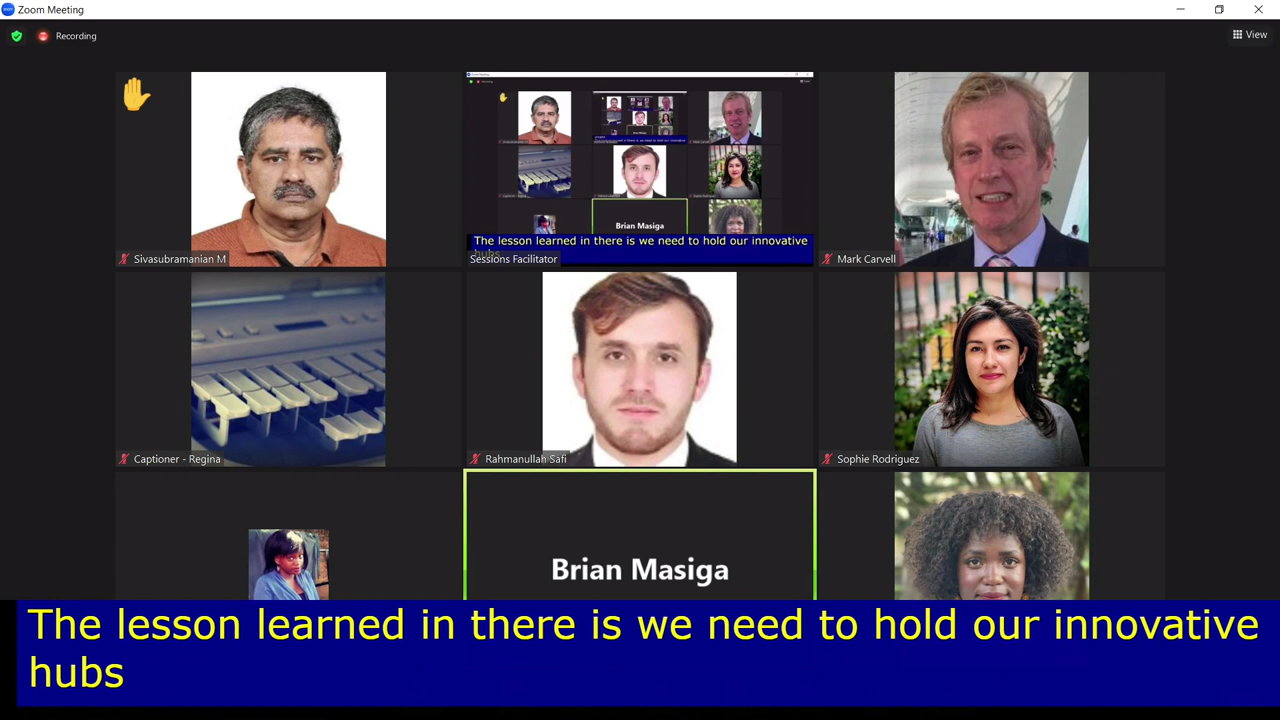 Zoom Meeting
Recording
View
Brian Masiga
The lesson learned in there is we need to hold our innovative
hubs
Sivasubramanian M
Sessions Facilitator
Mark Carvell
Captioner - Regina
Rahmanullah Safi
Sophie Rodriguez
Brian Masiga
The lesson learned in there is we need to hold our innovative
hubs